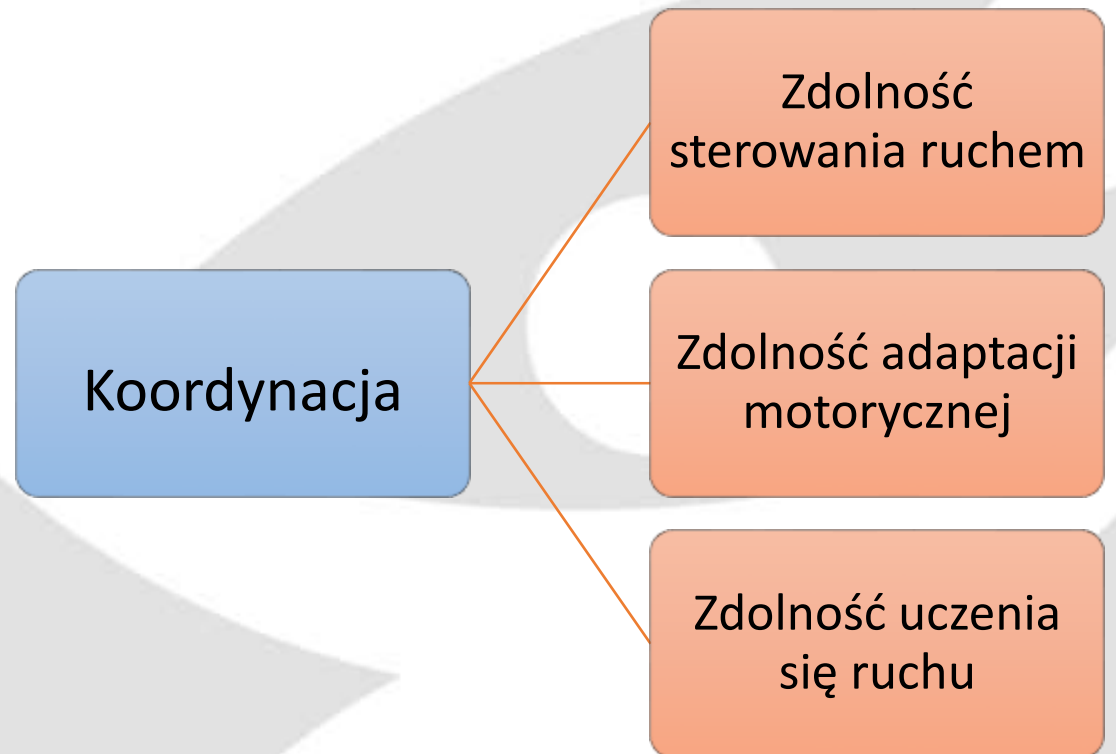 Koordynacja
Zdolność
sterowania ruchem
Zdolność adaptacji
motorycznej
Zdolność uczenia
się ruchu